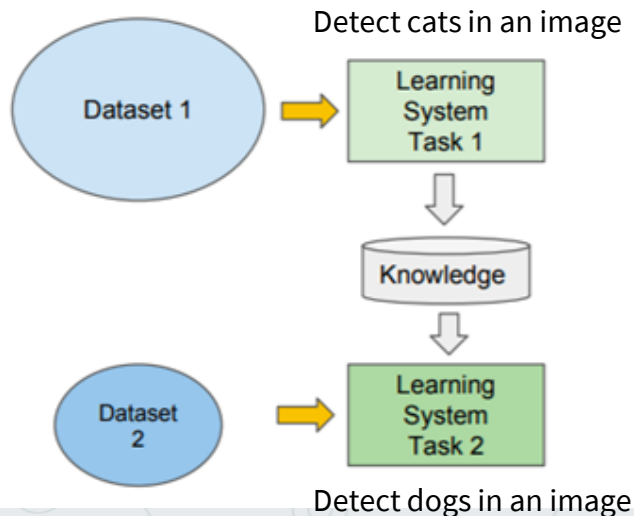 Detect cats in an image
Dataset 1
Learning
System
Task 1
Knowledge
Dataset
2
Learning
System
Task 2
Detect dogs in an image